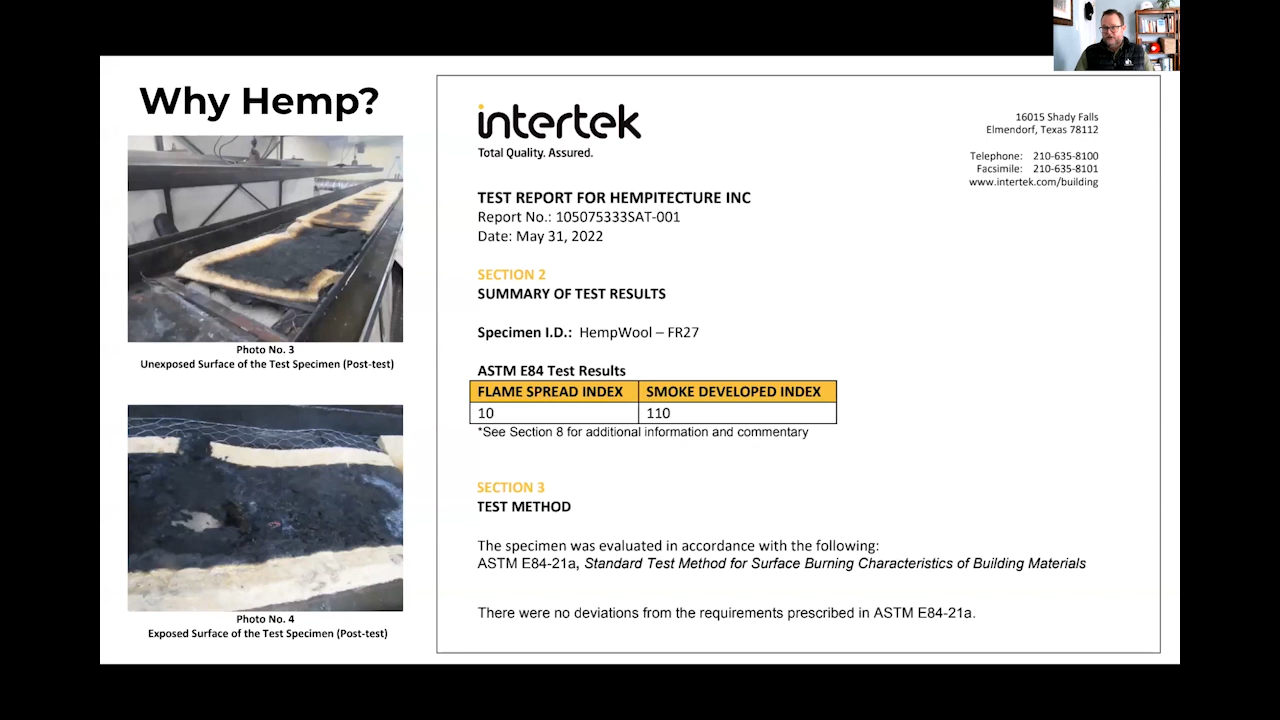 Why Hemp?
Photo No. 3
Unexposed Surface of the Test Specimen (Post-test)
Photo No. 4
Exposed Surface of the Test Specimen (Post-test)
intertek
Total Quality. Assured.
16015 Shady Falls
Elmendorf, Texas 78112
Telephone: 210-635-8100
Facsimile: 210-635-8101
www.intertek.com/building
TEST REPORT FOR HEMPITECTURE INC
Report No.: 105075333SAT-001
Date: May 31, 2022
SECTION 2
SUMMARY OF TEST RESULTS
Specimen I.D.: HempWool – FR27
ASTM E84 Test Results
FLAME SPREAD INDEX SMOKE DEVELOPED INDEX
10 110
*See Section 8 for additional information and commentary
SECTION 3
TEST METHOD
The specimen was evaluated in accordance with the following:
ASTM E84-21a, Standard Test Method for Surface Burning Characteristics of Building Materials
There were no deviations from the requirements prescribed in ASTM E84-21a.